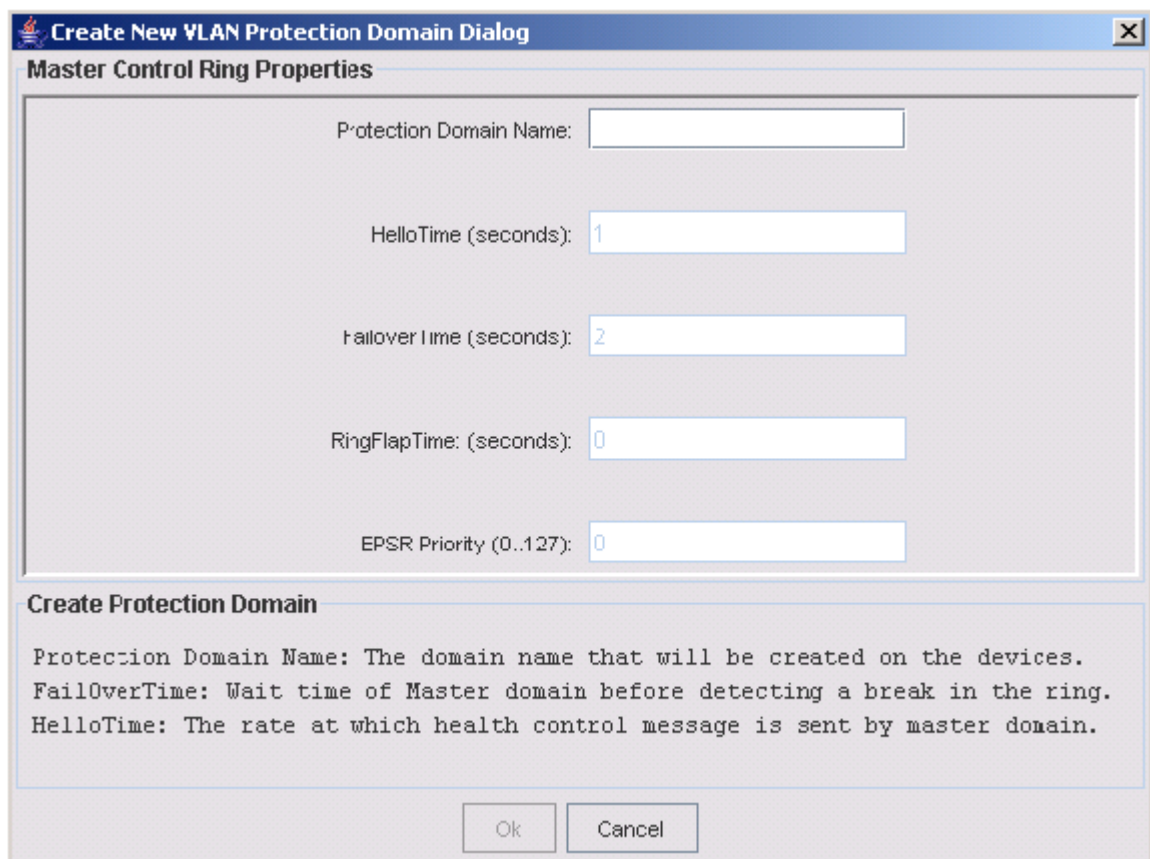 Create New VLAN Protection Domain Dialog
Master Control Ring Properties
Protection Domain Name:
HelloTime (seconds): 1
FailoverTime (seconds): 2
RingFlapTime: (seconds): 0
EPSR Priority (0..127): 0
Create Protection Domain
Protection Domain Name: The domain name that will be created on the devices.
FailOverTime: Wait time of Master domain before detecting a break in the ring.
HelloTime: The rate at which health control message is sent by master domain.
Ok Cancel